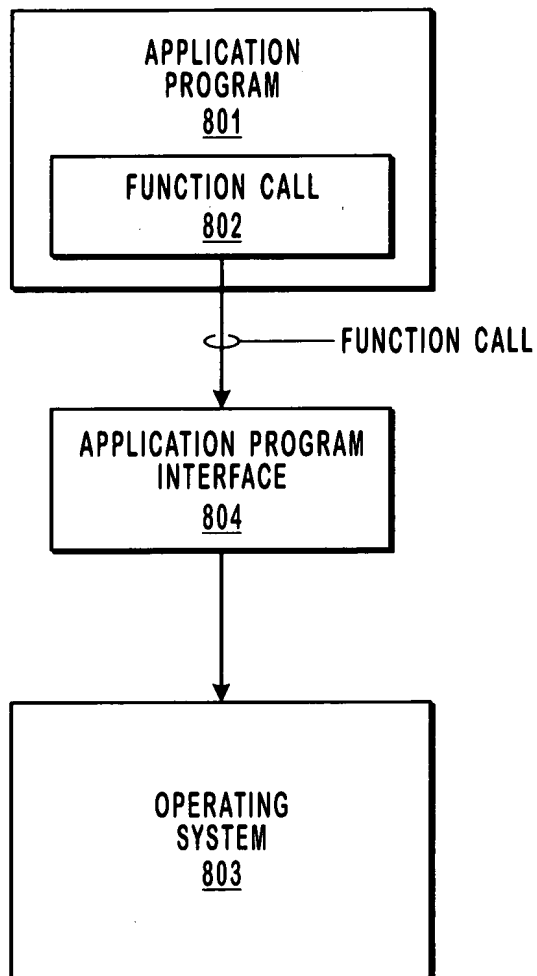 APPLICATION
PROGRAM
801
FUNCTION CALL
802
FUNCTION CALL
APPLICATION PROGRAM
INTERFACE
804
OPERATING
SYSTEM
803